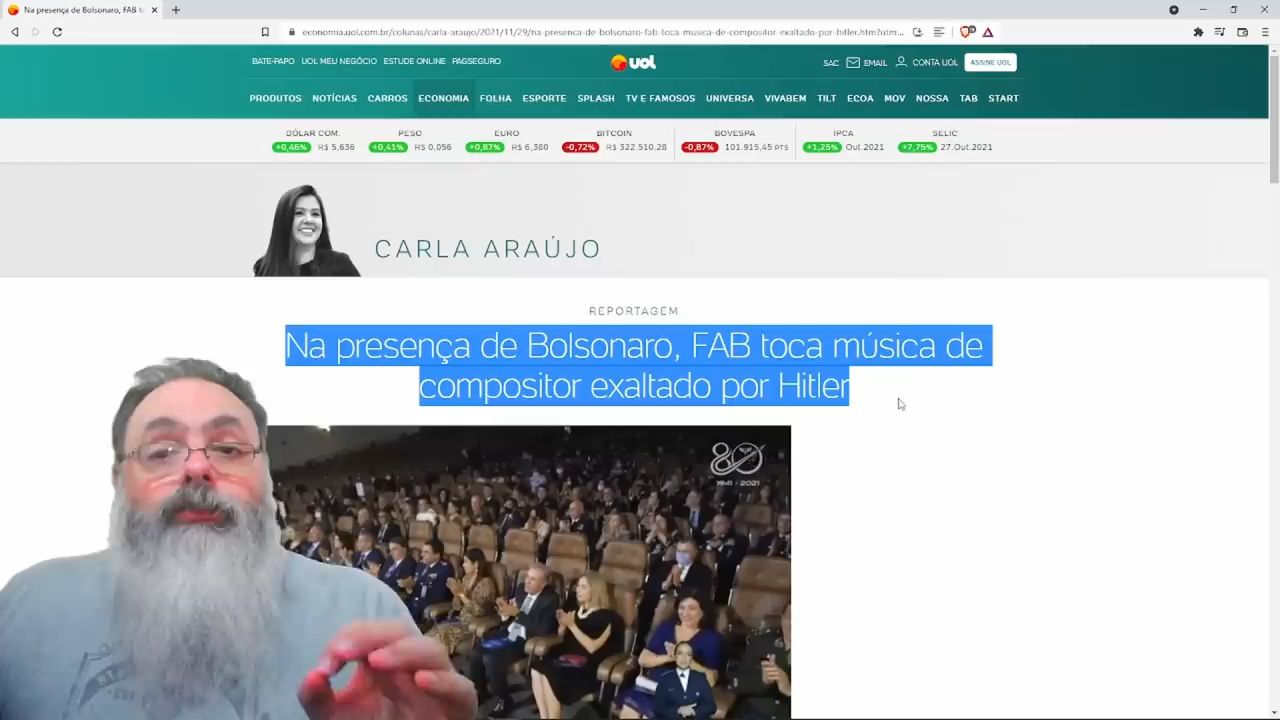 Na presença de Bolsonaro, FAB t
economia.uol.com.br/colunas/carla-araujo/2021/11/29/na-presenca-de-bolsonaro-fab-toca-musica-de-compositor-exaltado-por-hitler.htm?utm...
BATE-PAPO UOL MEU NEGÓCIO ESTUDE ONLINE PAGSEGURO
UOL
SAC EMAIL CONTA UOL ASSINE UOL
PRODUTOS NOTÍCIAS CARROS ECONOMIA FOLHA ESPORTE SPLASH TV E FAMOSOS UNIVERSA VIVABEM TILT ECOA MOV NOSSA TAB START
DÓLAR COM. PESO EURO BITCOIN BOVESPA IPCA SELIC
+0,46% R$ 5,636 +0,41% R$ 0,056 +0,87% R$ 6,380 -0,72% R$ 322.510,28 -0,87% 101.915,45 PTS +1,25% Out.2021 +7,75% 27.Out.2021
CARLA ARAÚJO
REPORTAGEM
Na presença de Bolsonaro, FAB toca música de
compositor exaltado por Hitler
80
1941 - 2021